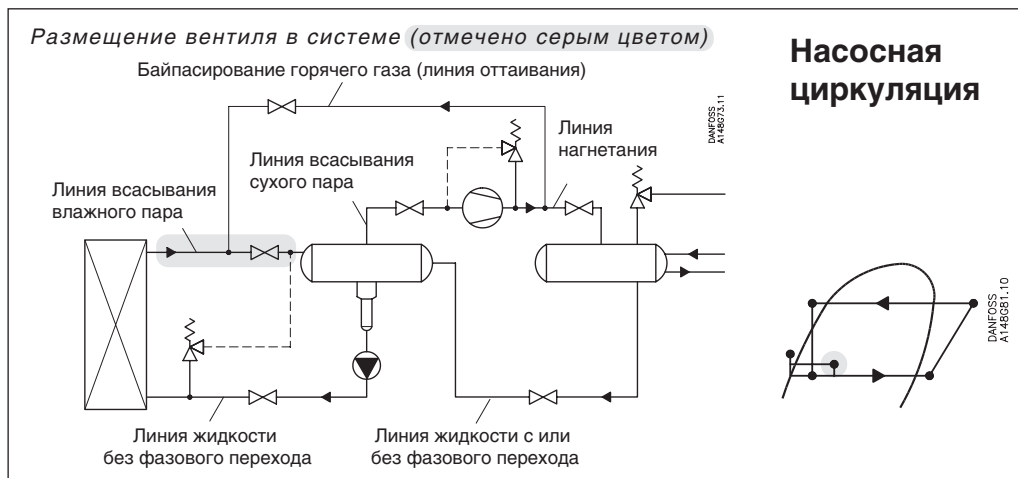 Размещение вентиля в системе (отмечено серым цветом)
Насосная
циркуляция
Байпасирование горячего газа (линия оттаивания)
DANFOSS
A148G73.11
Линия
нагнетания
Линия всасывания
сухого пара
Линия всасывания
влажного пара
DANFOSS
A148G81.10
Линия жидкости
без фазового перехода
Линия жидкости с или
без фазового перехода